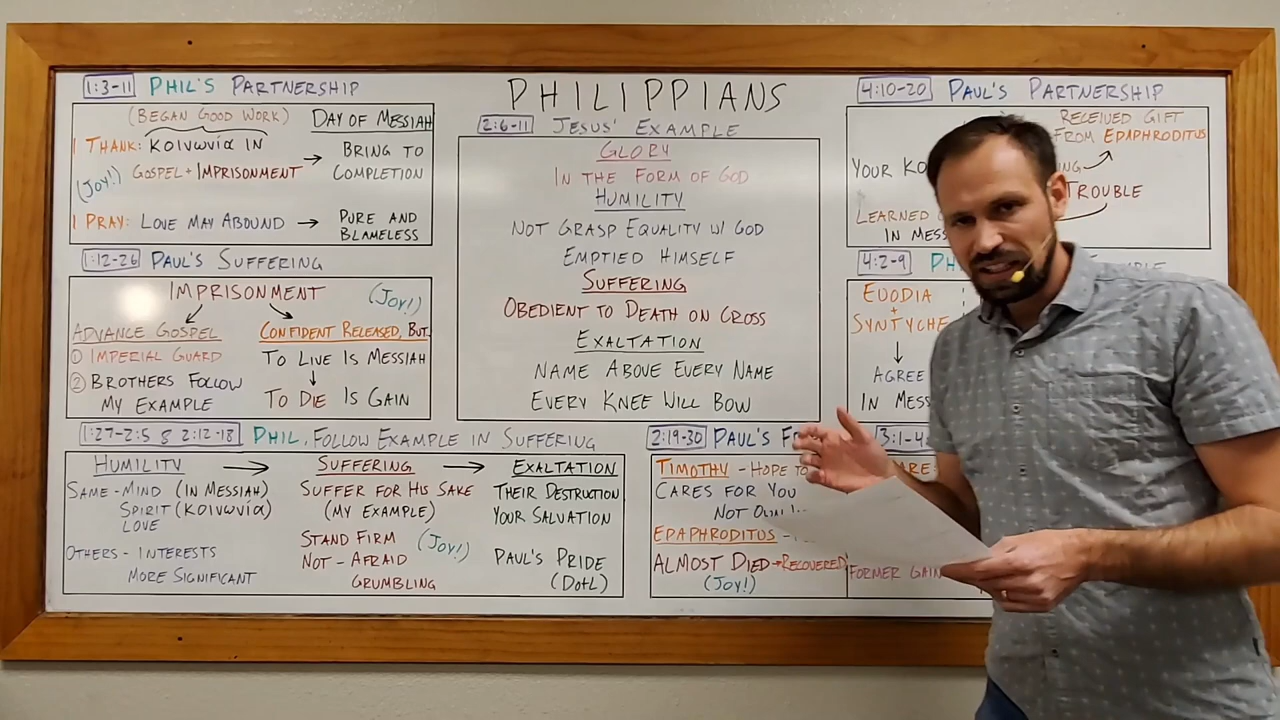 PHILIPPIANS
1:3-11 PHIL'S PARTNERSHIP
(BEGAN GOOD WORK) DAY OF MESSIAH
I THANK: κοινωνία IN
(JOY!) GOSPEL + IMPRISONMENT → BRING TO
COMPLETION
I PRAY: LOVE MAY ABOUND → PURE AND
BLAMELESS
1:12-26 PAUL'S SUFFERING
IMPRISONMENT (JOY!)
ADVANCE GOSPEL
① IMPERIAL GUARD
② BROTHERS FOLLOW
MY EXAMPLE
CONFIDENT RELEASED, BUT
TO LIVE IS MESSIAH
↓
TO DIE IS GAIN
2:6-11 JESUS' EXAMPLE
GLORY
IN THE FORM OF GOD
HUMILITY
NOT GRASP EQUALITY W/ GOD
EMPTIED HIMSELF
SUFFERING
OBEDIENT TO DEATH ON CROSS
EXALTATION
NAME ABOVE EVERY NAME
EVERY KNEE WILL BOW
4:10-20 PAUL'S PARTNERSHIP
RECEIVED GIFT
FROM EPAPHRODITUS
YOUR
TROUBLE
LEARNED
IN
4:2-9
EUODIA
+
SYNTYCHE
↓
AGREE
IN
1:27-2:5 & 2:12-18 PHIL, FOLLOW EXAMPLE IN SUFFERING
HUMILITY → SUFFERING → EXALTATION
SAME - MIND (IN MESSIAH)
SPIRIT (κοινωνία)
LOVE
OTHERS - INTERESTS
MORE SIGNIFICANT
SUFFER FOR HIS SAKE
(MY EXAMPLE)
STAND FIRM (JOY!)
NOT - AFRAID
GRUMBLING
THEIR DESTRUCTION
YOUR SALVATION
PAUL'S PRIDE
(DotL)
2:19-30 PAUL'S
TIMOTHY - HOPE TO
CARES FOR YOU
NOT
EPAPHRODITUS -
ALMOST DIED → RECOVERED
(JOY!)
FORMER GAIN